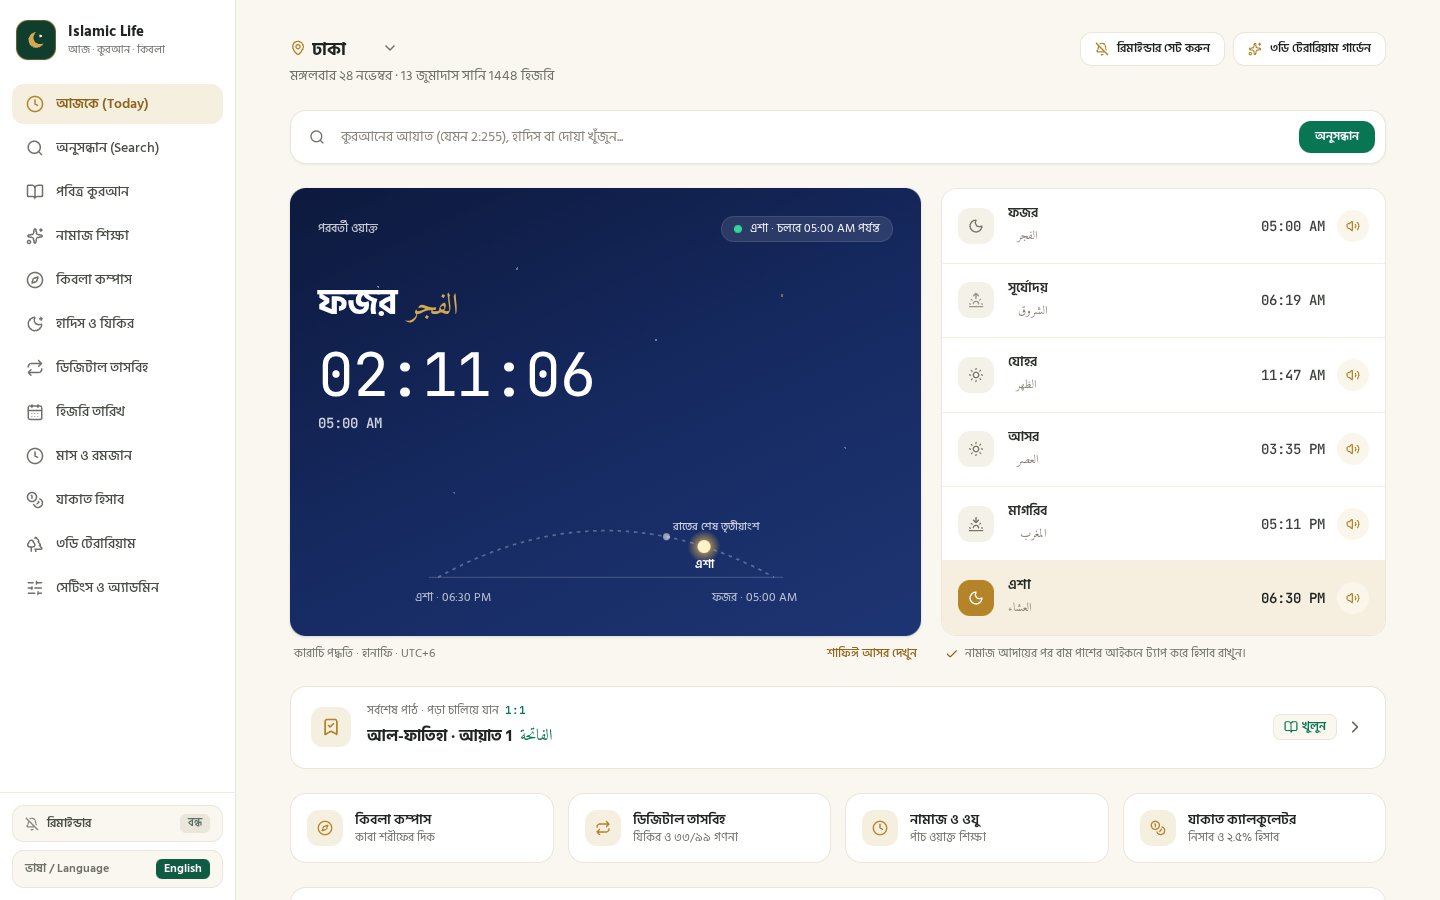 Islamic Life
আজ · কুরআন · কিবলা
আজকে (Today)
অনুসন্ধান (Search)
পবিত্র কুরআন
নামাজ শিক্ষা
কিবলা কম্পাস
হাদিস ও যিকির
ডিজিটাল তাসবিহ
হিজরি তারিখ
মাস ও রমজান
যাকাত হিসাব
৩ডি টেরারিয়াম
সেটিংস ও অ্যাডমিন
রিমাইন্ডার
বন্ধ
ভাষা / Language
English
ঢাকা
মঙ্গলবার ২৪ নভেম্বর · 13 জুমাদাস সানি 1448 হিজরি
রিমাইন্ডার সেট করুন
৩ডি টেরারিয়াম গার্ডেন
কুরআনের আয়াত (যেমন 2:255), হাদিস বা দোয়া খুঁজুন...
অনুসন্ধান
পরবর্তী ওয়াক্ত
এশা · চলবে 05:00 AM পর্যন্ত
ফজর الفجر
02:11:06
05:00 AM
রাতের শেষ তৃতীয়াংশ
এশা
এশা · 06:30 PM
ফজর · 05:00 AM
কারাচি পদ্ধতি · হানাফি · UTC+6
শাফিঈ আসর দেখুন
ফজর
الفجر
05:00 AM
সূর্যোদয়
الشروق
06:19 AM
যোহর
الظهر
11:47 AM
আসর
العصر
03:35 PM
মাগরিব
المغرب
05:11 PM
এশা
العشاء
06:30 PM
নামাজ আদায়ের পর বাম পাশের আইকনে ট্যাপ করে হিসাব রাখুন।
সর্বশেষ পাঠ · পড়া চালিয়ে যান 1:1
আল-ফাতিহা · আয়াত 1 الفاتحة
খুলুন
কিবলা কম্পাস
কাবা শরীফের দিক
ডিজিটাল তাসবিহ
যিকির ও ৩৩/৯৯ গণনা
নামাজ ও ওযু
পাঁচ ওয়াক্ত শিক্ষা
যাকাত ক্যালকুলেটর
নিসাব ও ২.৫% হিসাব